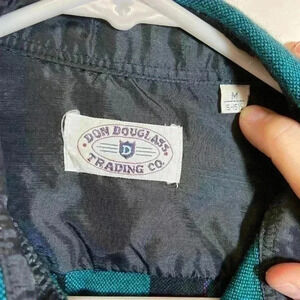 • DON DOUGLASS •
D
TRADING CO.
M